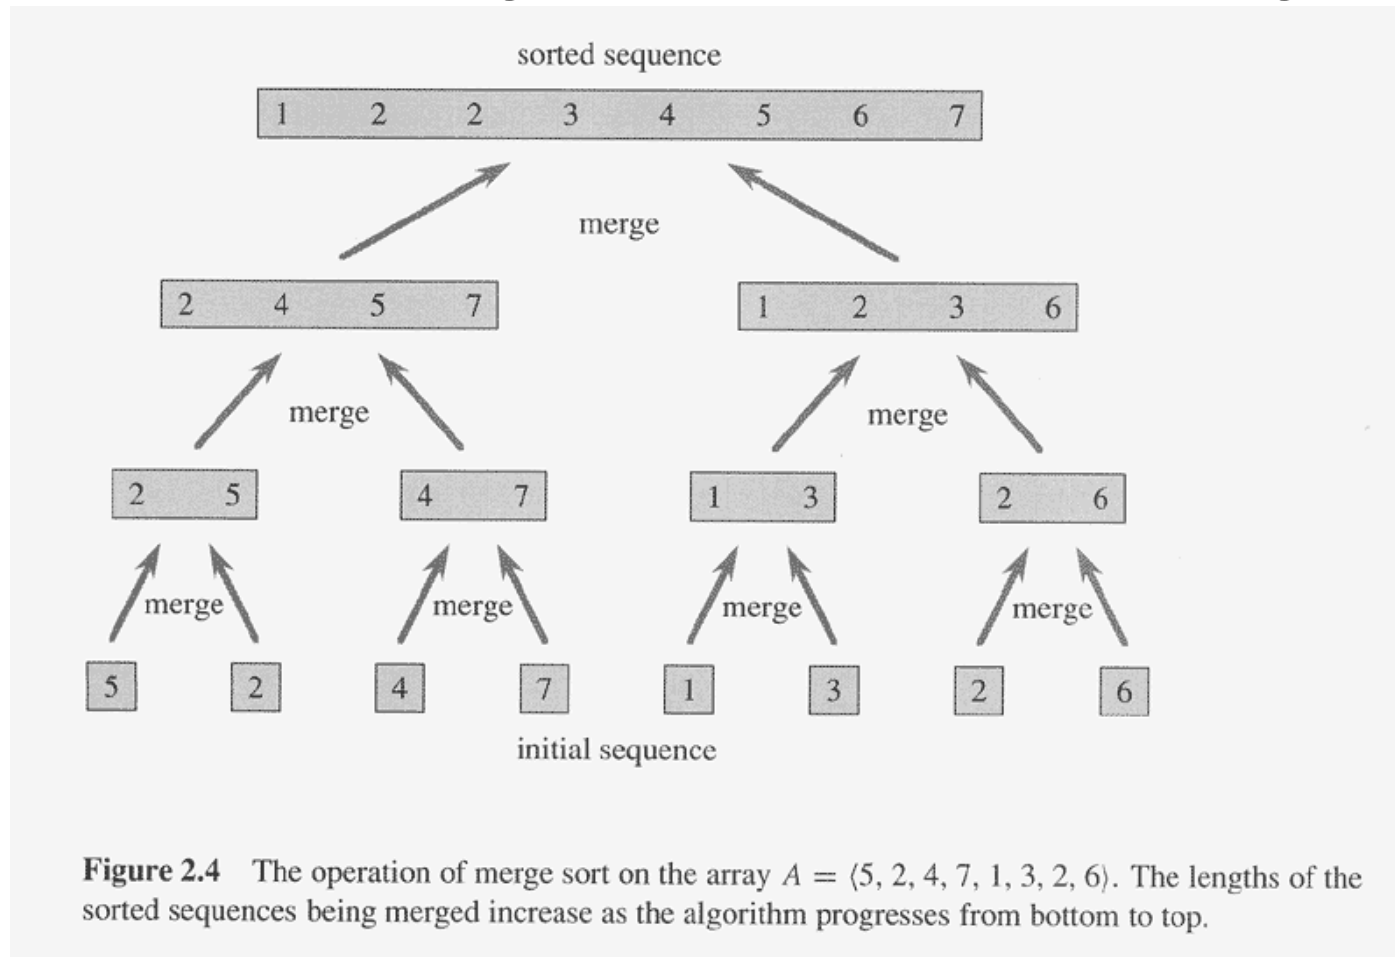 sorted sequence
1 2 2 3 4 5 6 7
merge
2 4 5 7 1 2 3 6
merge merge
2 5 4 7 1 3 2 6
merge merge merge merge
5 2 4 7 1 3 2 6
initial sequence
Figure 2.4 The operation of merge sort on the array A = ⟨5, 2, 4, 7, 1, 3, 2, 6⟩. The lengths of the
sorted sequences being merged increase as the algorithm progresses from bottom to top.